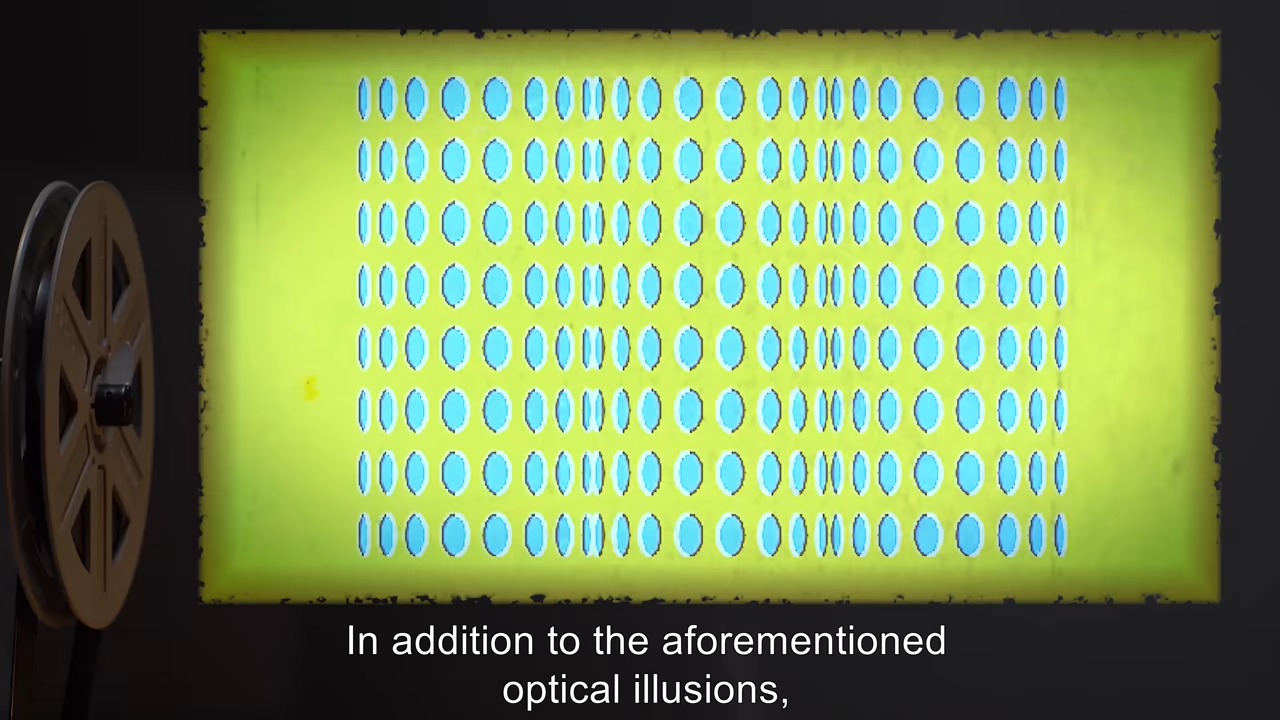 In addition to the aforementioned
optical illusions,